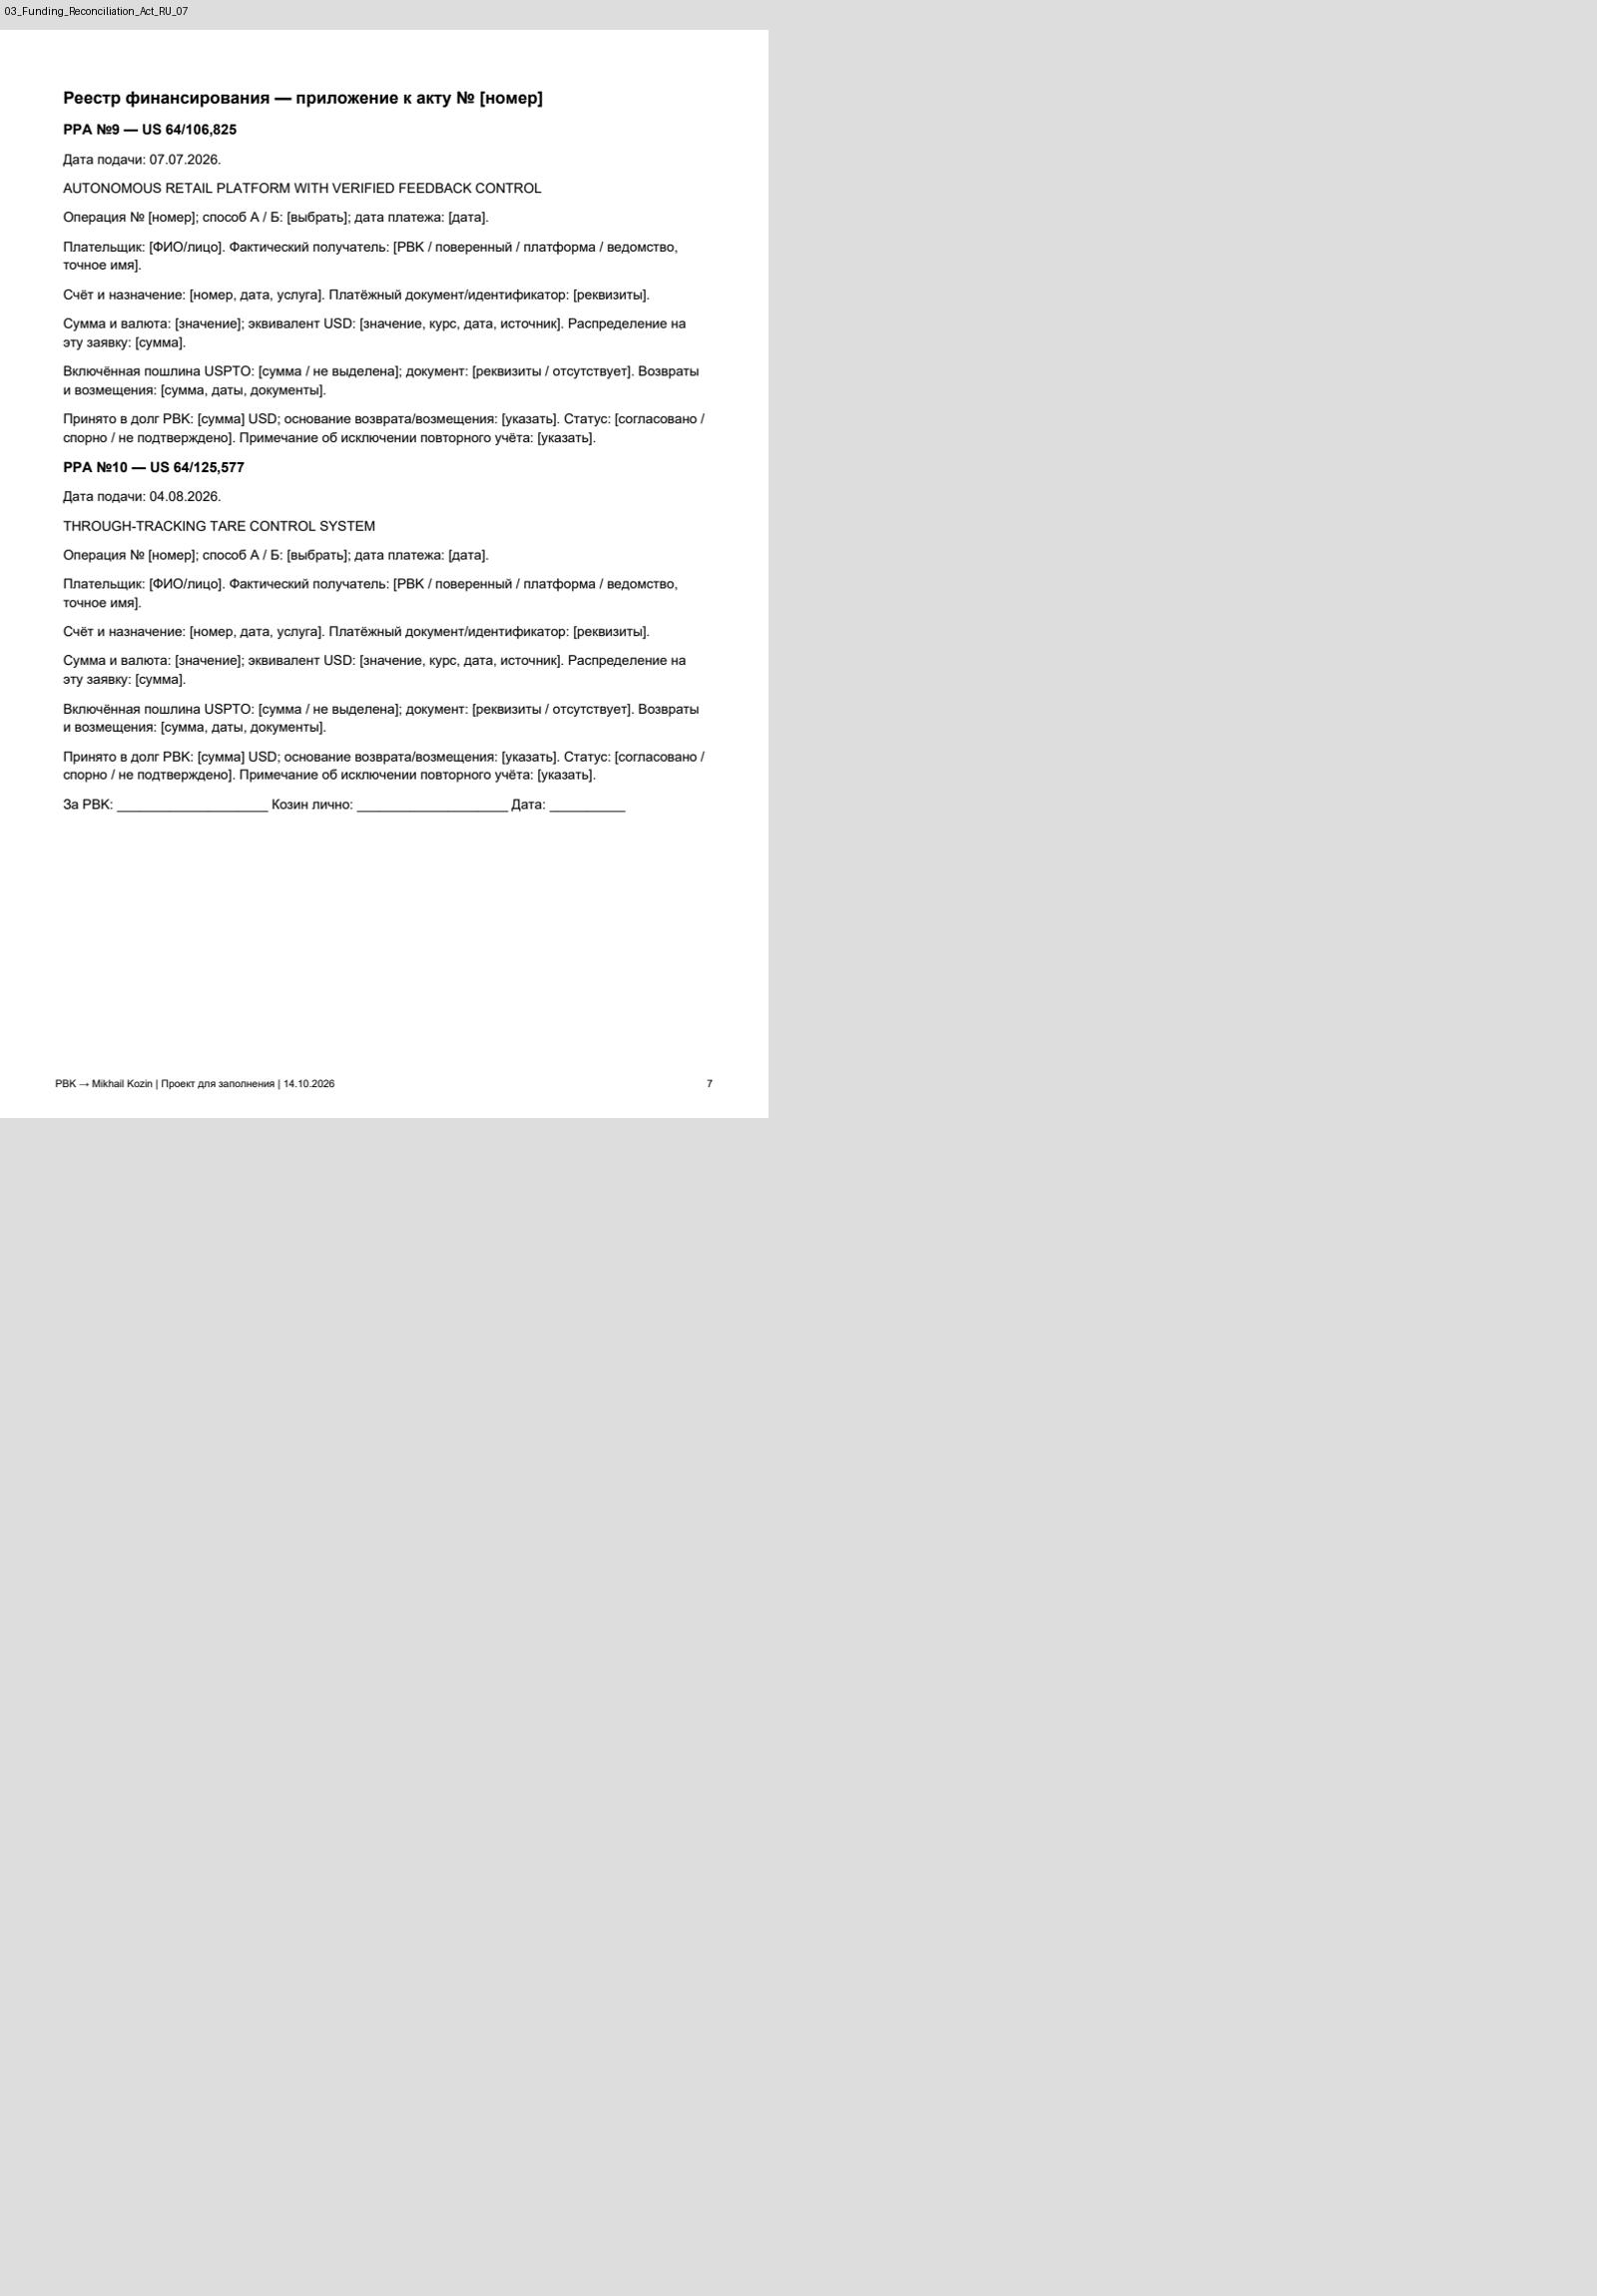 03_Funding_Reconciliation_Act_RU_07
Реестр финансирования — приложение к акту № [номер]
PPA №9 — US 64/106,825
Дата подачи: 07.07.2026.
AUTONOMOUS RETAIL PLATFORM WITH VERIFIED FEEDBACK CONTROL
Операция № [номер]; способ А / Б: [выбрать]; дата платежа: [дата].
Плательщик: [ФИО/лицо]. Фактический получатель: [PBK / поверенный / платформа / ведомство,
точное имя].
Счёт и назначение: [номер, дата, услуга]. Платёжный документ/идентификатор: [реквизиты].
Сумма и валюта: [значение]; эквивалент USD: [значение, курс, дата, источник]. Распределение на
эту заявку: [сумма].
Включённая пошлина USPTO: [сумма / не выделена]; документ: [реквизиты / отсутствует]. Возвраты
и возмещения: [сумма, даты, документы].
Принято в долг PBK: [сумма] USD; основание возврата/возмещения: [указать]. Статус: [согласовано /
спорно / не подтверждено]. Примечание об исключении повторного учёта: [указать].
PPA №10 — US 64/125,577
Дата подачи: 04.08.2026.
THROUGH-TRACKING TARE CONTROL SYSTEM
Операция № [номер]; способ А / Б: [выбрать]; дата платежа: [дата].
Плательщик: [ФИО/лицо]. Фактический получатель: [PBK / поверенный / платформа / ведомство,
точное имя].
Счёт и назначение: [номер, дата, услуга]. Платёжный документ/идентификатор: [реквизиты].
Сумма и валюта: [значение]; эквивалент USD: [значение, курс, дата, источник]. Распределение на
эту заявку: [сумма].
Включённая пошлина USPTO: [сумма / не выделена]; документ: [реквизиты / отсутствует]. Возвраты
и возмещения: [сумма, даты, документы].
Принято в долг PBK: [сумма] USD; основание возврата/возмещения: [указать]. Статус: [согласовано /
спорно / не подтверждено]. Примечание об исключении повторного учёта: [указать].
За PBK: ____________________ Козин лично: ____________________ Дата: __________
PBK → Mikhail Kozin | Проект для заполнения | 14.10.2026 7